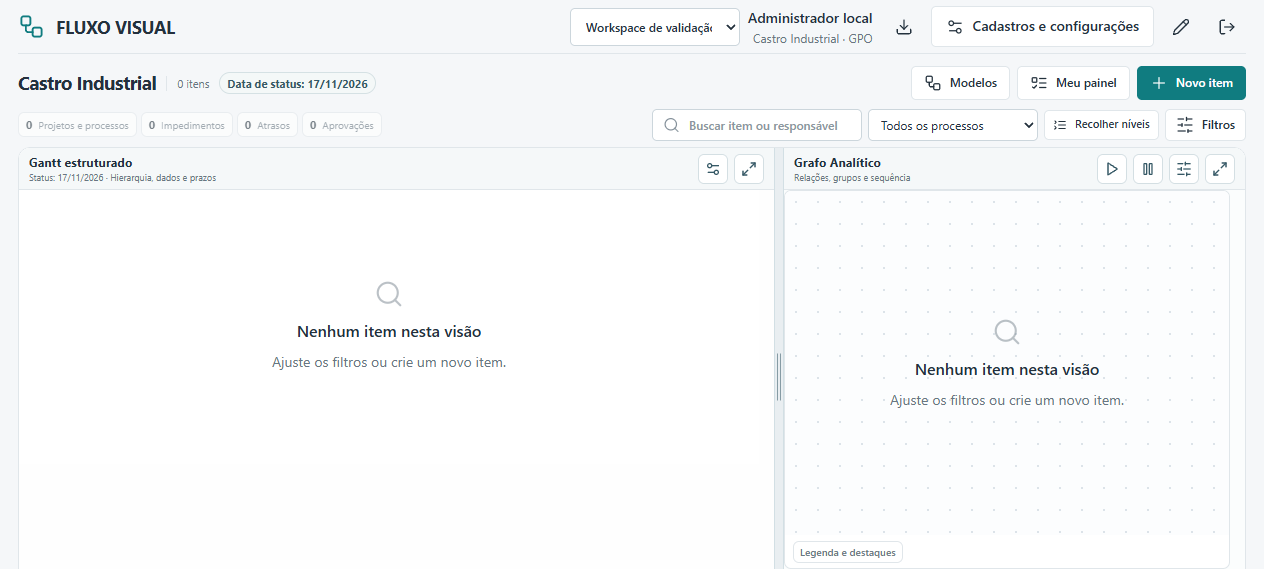 FLUXO VISUAL
Workspace de validação
Administrador local
Castro Industrial · GPO
Cadastros e configurações
Castro Industrial
0 itens
Data de status: 17/11/2026
Modelos
Meu painel
Novo item
0 Projetos e processos
0 Impedimentos
0 Atrasos
0 Aprovações
Buscar item ou responsável
Todos os processos
Recolher níveis
Filtros
Gantt estruturado
Status: 17/11/2026 · Hierarquia, dados e prazos
Nenhum item nesta visão
Ajuste os filtros ou crie um novo item.
Grafo Analítico
Relações, grupos e sequência
Nenhum item nesta visão
Ajuste os filtros ou crie um novo item.
Legenda e destaques